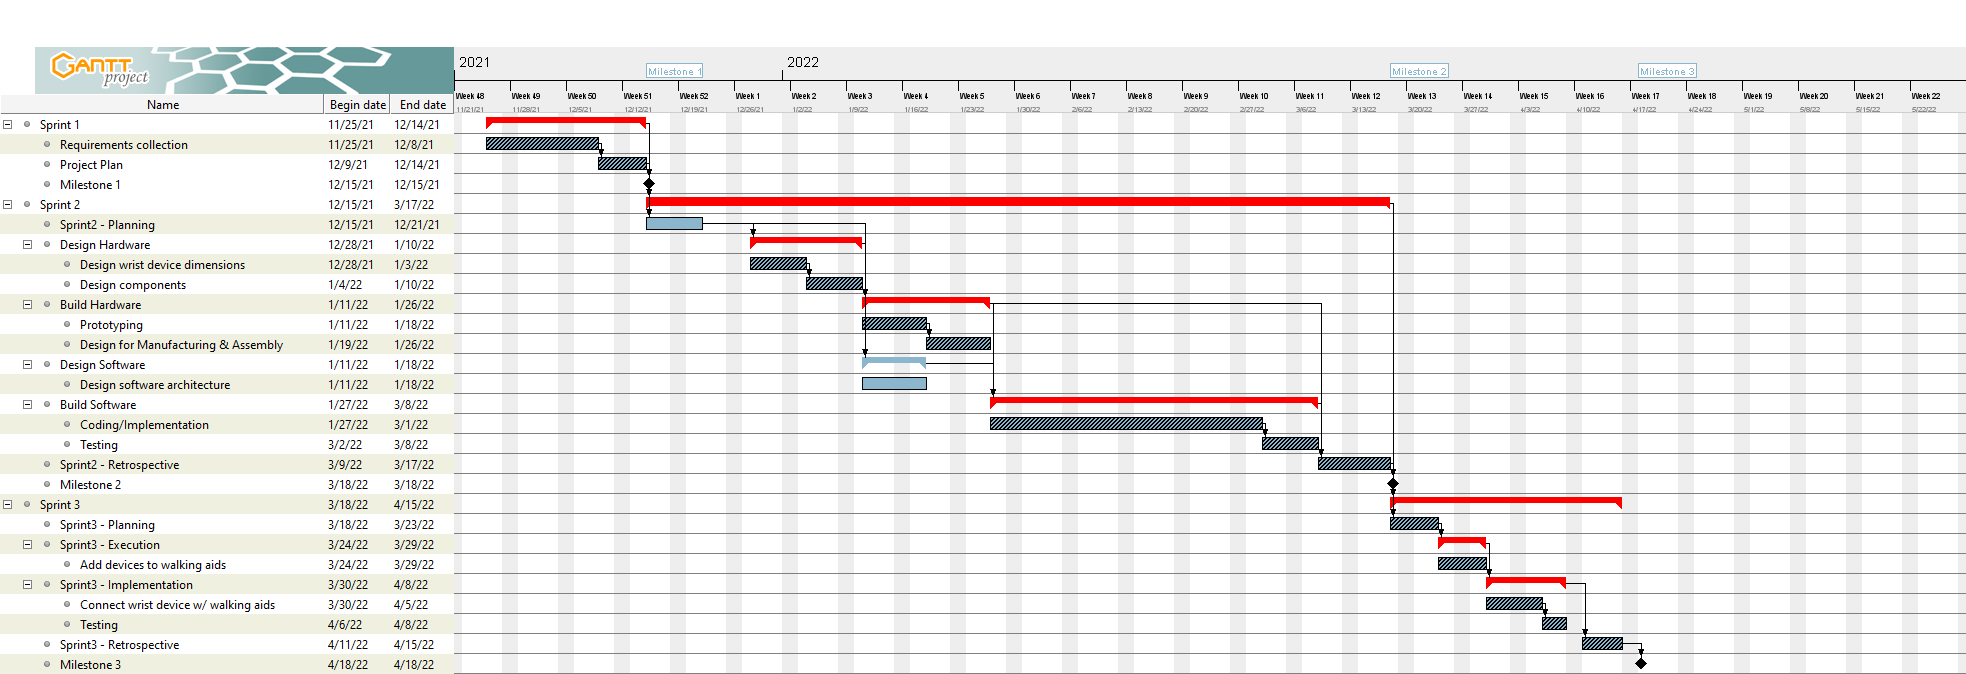 GANTT
project
2021
2022
Milestone 1
Milestone 2
Milestone 3
Name Begin date End date
Week 48 Week 49 Week 50 Week 51 Week 52 Week 1 Week 2 Week 3 Week 4 Week 5 Week 6 Week 7 Week 8 Week 9 Week 10 Week 11 Week 12 Week 13 Week 14 Week 15 Week 16 Week 17 Week 18 Week 19 Week 20 Week 21 Week 22
11/21/21 11/28/21 12/5/21 12/12/21 12/19/21 12/26/21 1/2/22 1/9/22 1/16/22 1/23/22 1/30/22 2/6/22 2/13/22 2/20/22 2/27/22 3/6/22 3/13/22 3/20/22 3/27/22 4/3/22 4/10/22 4/17/22 4/24/22 5/1/22 5/8/22 5/15/22 5/22/22
Sprint 1 11/25/21 12/14/21
Requirements collection 11/25/21 12/8/21
Project Plan 12/9/21 12/14/21
Milestone 1 12/15/21 12/15/21
Sprint 2 12/15/21 3/17/22
Sprint2 - Planning 12/15/21 12/21/21
Design Hardware 12/28/21 1/10/22
Design wrist device dimensions 12/28/21 1/3/22
Design components 1/4/22 1/10/22
Build Hardware 1/11/22 1/26/22
Prototyping 1/11/22 1/18/22
Design for Manufacturing & Assembly 1/19/22 1/26/22
Design Software 1/11/22 1/18/22
Design software architecture 1/11/22 1/18/22
Build Software 1/27/22 3/8/22
Coding/Implementation 1/27/22 3/1/22
Testing 3/2/22 3/8/22
Sprint2 - Retrospective 3/9/22 3/17/22
Milestone 2 3/18/22 3/18/22
Sprint 3 3/18/22 4/15/22
Sprint3 - Planning 3/18/22 3/23/22
Sprint3 - Execution 3/24/22 3/29/22
Add devices to walking aids 3/24/22 3/29/22
Sprint3 - Implementation 3/30/22 4/8/22
Connect wrist device w/ walking aids 3/30/22 4/5/22
Testing 4/6/22 4/8/22
Sprint3 - Retrospective 4/11/22 4/15/22
Milestone 3 4/18/22 4/18/22